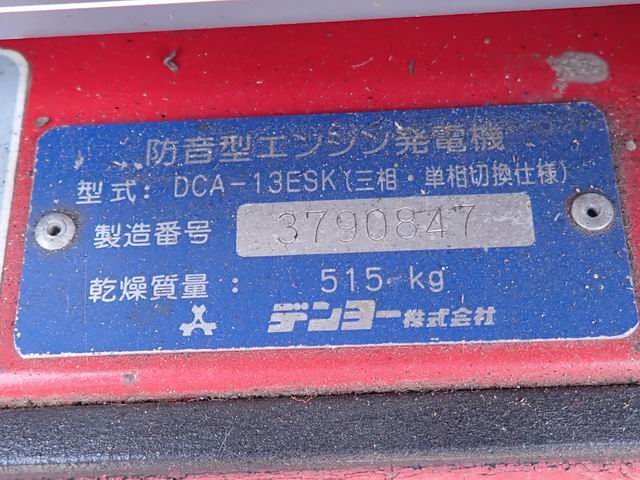 防音型エンジン発電機
型式: DCA-13ESK(三相・単相切換仕様)
製造番号 3790847
乾燥質量: 515 kg
デンヨー株式会社